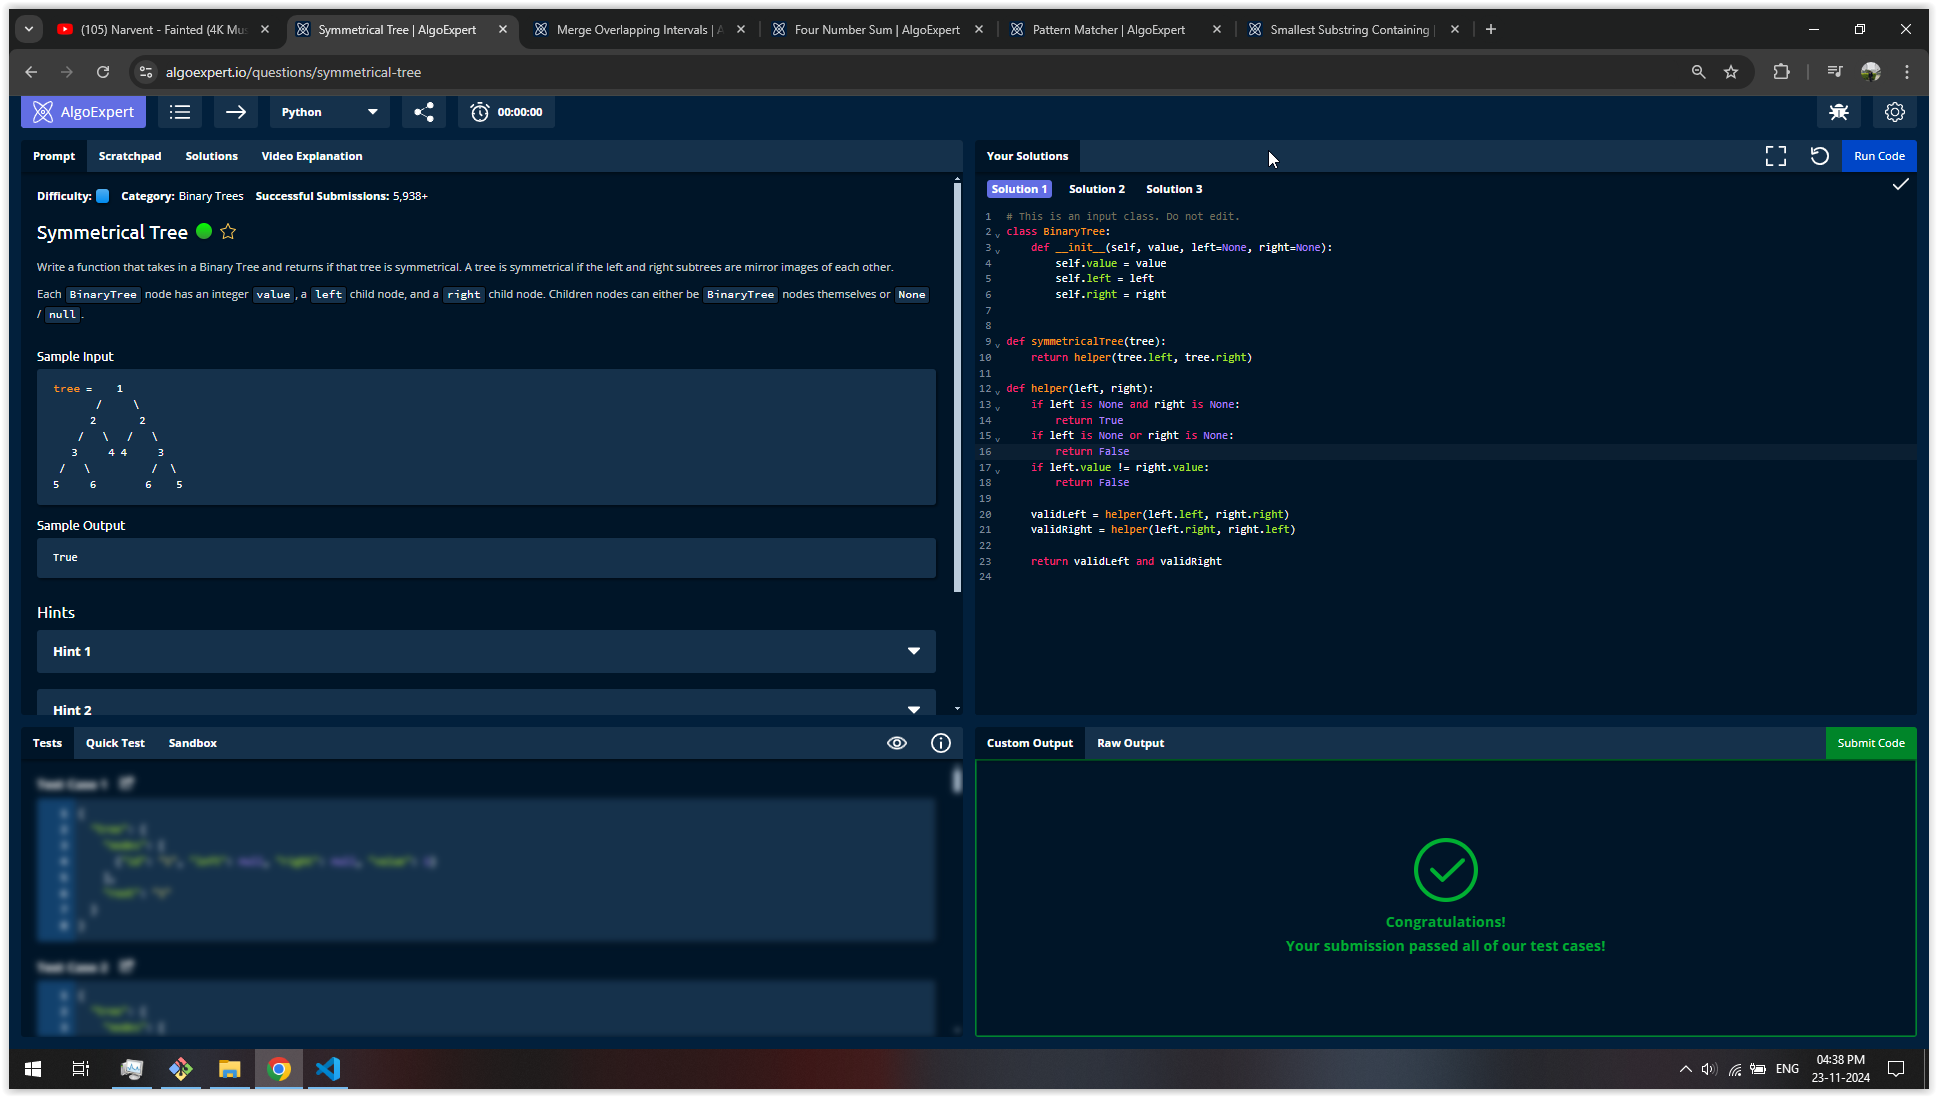 (105) Narvent - Fainted (4K Mus
Symmetrical Tree | AlgoExpert
Merge Overlapping Intervals | A
Four Number Sum | AlgoExpert
Pattern Matcher | AlgoExpert
Smallest Substring Containing |
algoexpert.io/questions/symmetrical-tree
AlgoExpert
Python
00:00:00
Prompt
Scratchpad
Solutions
Video Explanation
Difficulty:
Category: Binary Trees
Successful Submissions: 5,938+
Symmetrical Tree
Write a function that takes in a Binary Tree and returns if that tree is symmetrical. A tree is symmetrical if the left and right subtrees are mirror images of each other.
Each BinaryTree node has an integer value, a left child node, and a right child node. Children nodes can either be BinaryTree nodes themselves or None
/ null.
Sample Input
tree =    1
       /     \
      2       2
    /   \   /   \
   3     4 4     3
 /   \          /  \
5     6        6    5
Sample Output
True
Hints
Hint 1
Hint 2
Your Solutions
Run Code
Solution 1
Solution 2
Solution 3
1 # This is an input class. Do not edit.
2 class BinaryTree:
3     def __init__(self, value, left=None, right=None):
4         self.value = value
5         self.left = left
6         self.right = right
7
8
9 def symmetricalTree(tree):
10     return helper(tree.left, tree.right)
11
12 def helper(left, right):
13     if left is None and right is None:
14         return True
15     if left is None or right is None:
16         return False
17     if left.value != right.value:
18         return False
19
20     validLeft = helper(left.left, right.right)
21     validRight = helper(left.right, right.left)
22
23     return validLeft and validRight
24
Tests
Quick Test
Sandbox
Test Case 1
Test Case 2
Custom Output
Raw Output
Submit Code
Congratulations!
Your submission passed all of our test cases!
ENG
04:38 PM
23-11-2024